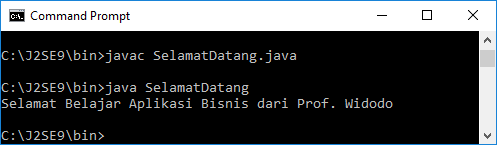 Command Prompt
C:\J2SE9\bin>javac SelamatDatang.java
C:\J2SE9\bin>java SelamatDatang
Selamat Belajar Aplikasi Bisnis dari Prof. Widodo
C:\J2SE9\bin>